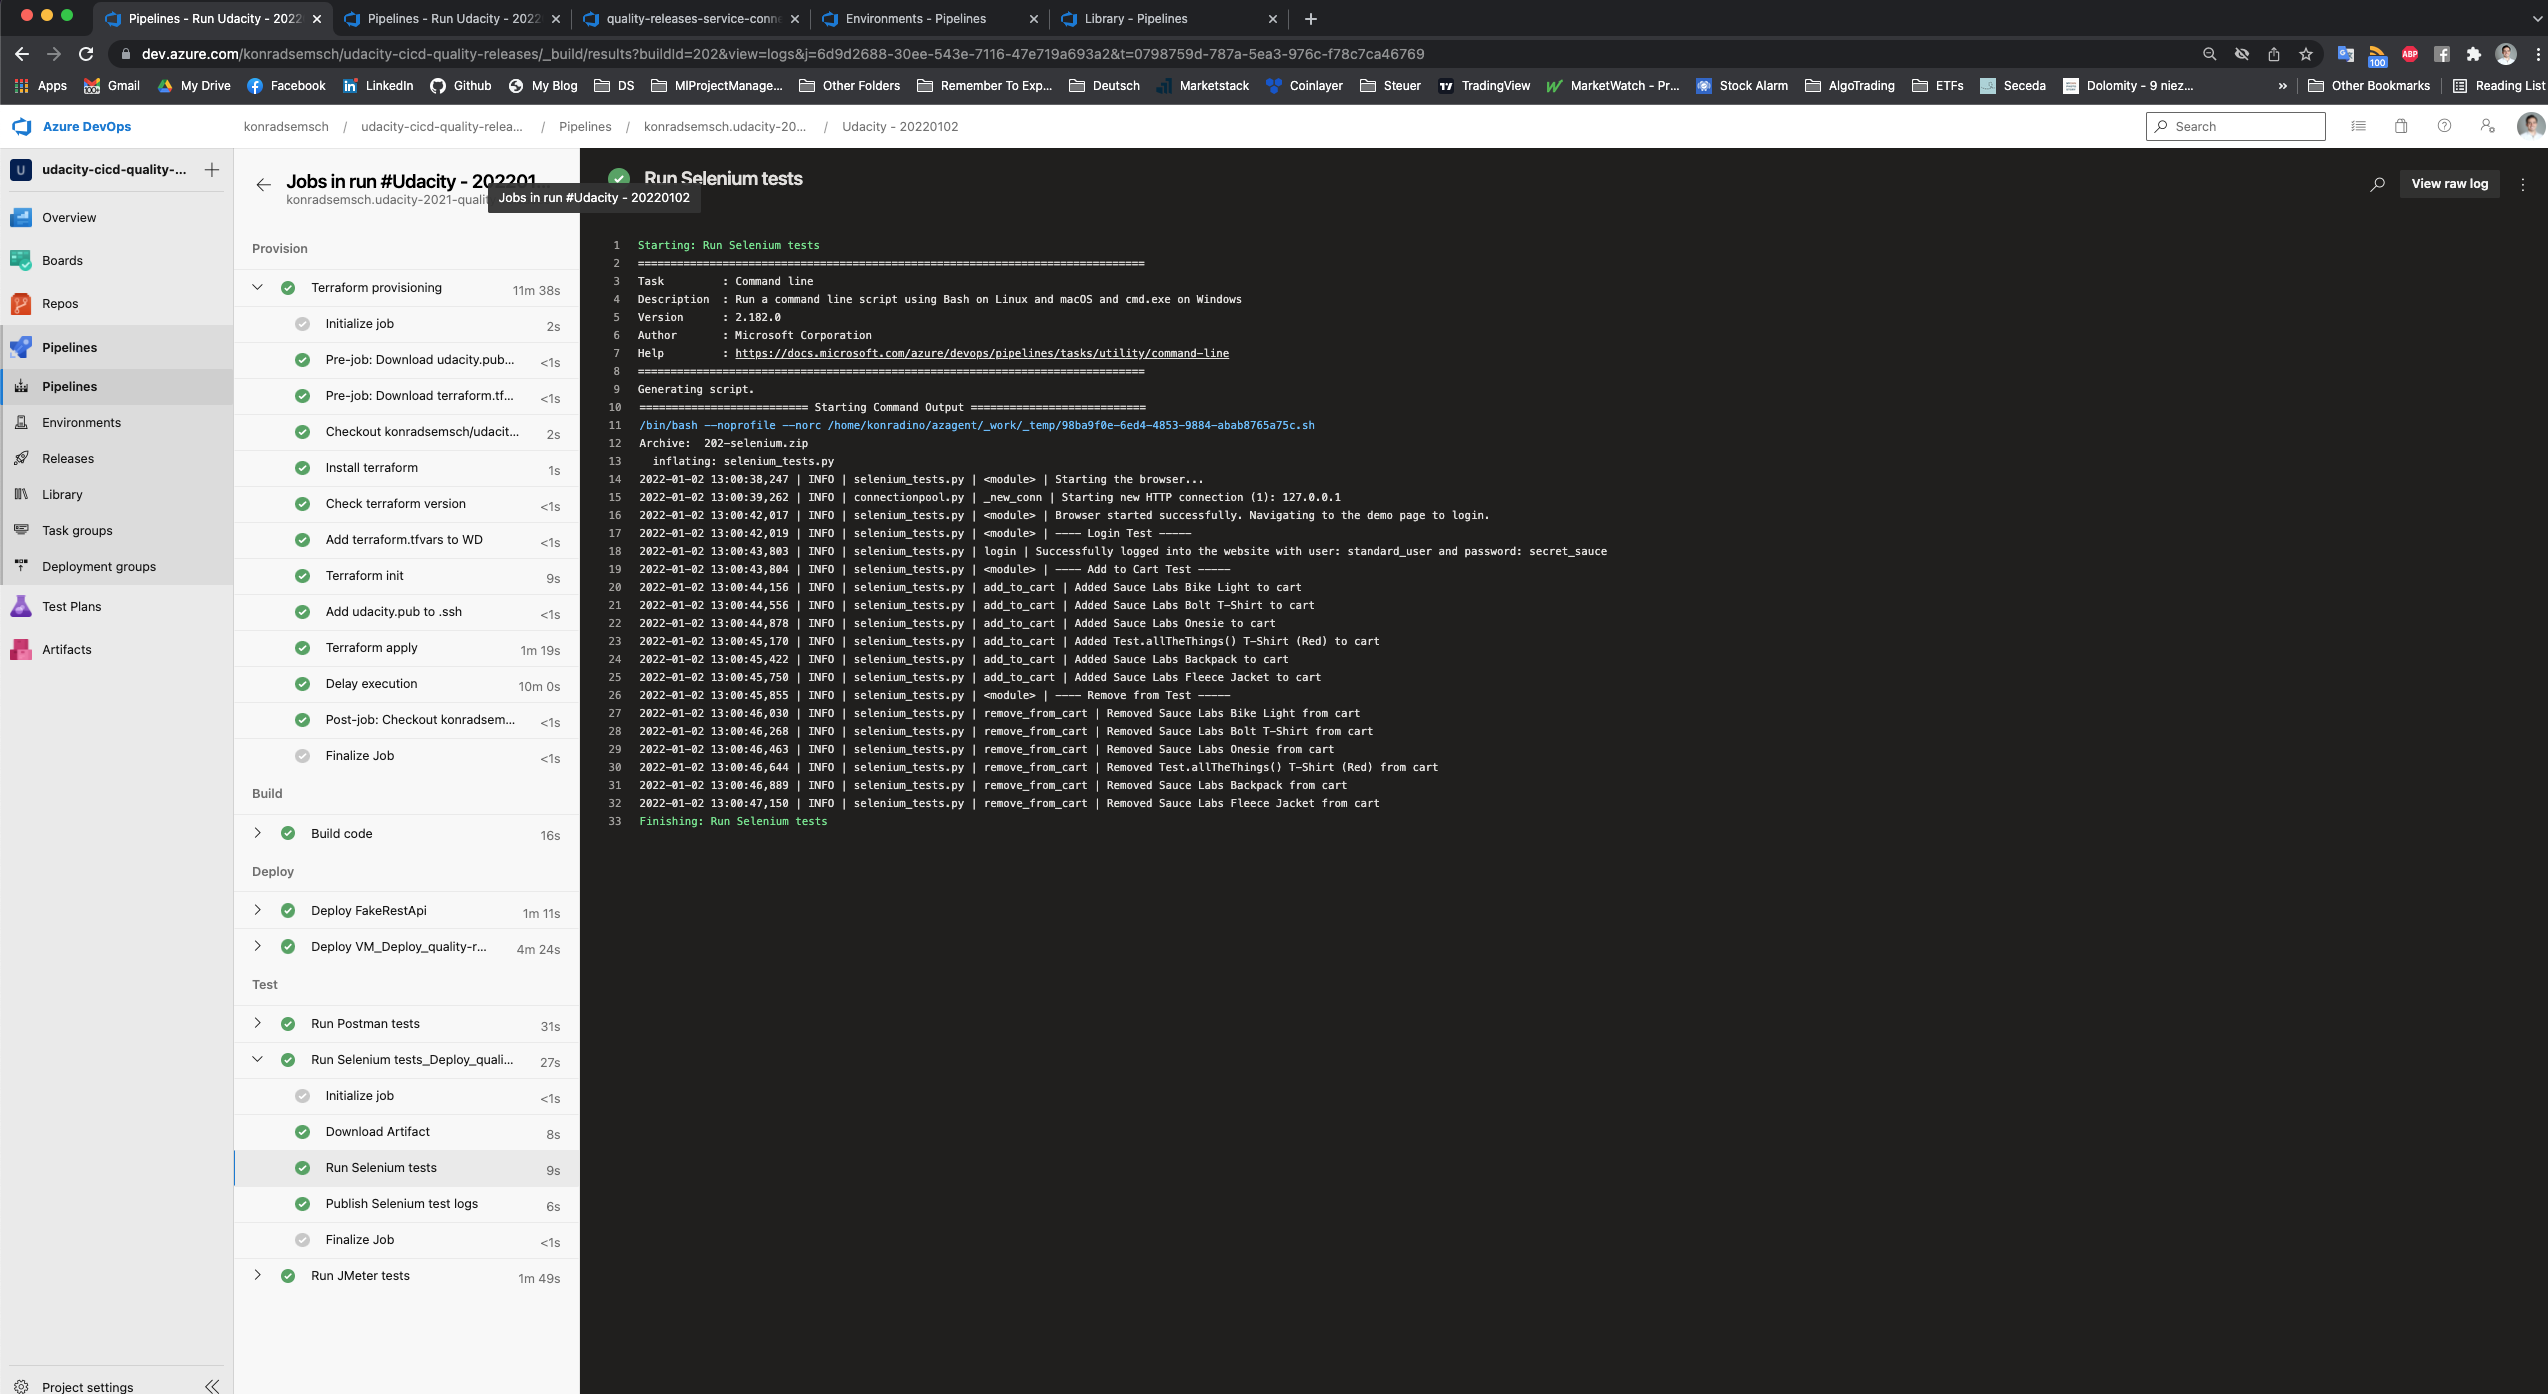 Pipelines - Run Udacity - 2022
Pipelines - Run Udacity - 2022
quality-releases-service-conn
Environments - Pipelines
Library - Pipelines
dev.azure.com/konradsemsch/udacity-cicd-quality-releases/_build/results?buildId=202&view=logs&j=6d9d2688-30ee-543e-7116-47e719a693a2&t=0798759d-787a-5ea3-976c-f78c7ca46769
100
ABP
Apps
Gmail
My Drive
Facebook
LinkedIn
Github
My Blog
DS
MIProjectManage...
Other Folders
Remember To Exp...
Deutsch
Marketstack
Coinlayer
Steuer
TradingView
MarketWatch - Pr...
Stock Alarm
AlgoTrading
ETFs
Seceda
Dolomity - 9 niez...
»
Other Bookmarks
Reading List
Azure DevOps
konradsemsch / udacity-cicd-quality-relea... / Pipelines / konradsemsch.udacity-20... / Udacity - 20220102
Search
U udacity-cicd-quality-...
Overview
Boards
Repos
Pipelines
Pipelines
Environments
Releases
Library
Task groups
Deployment groups
Test Plans
Artifacts
Project settings
Jobs in run #Udacity - 202201...
konradsemsch.udacity-2021-qualit
Jobs in run #Udacity - 20220102
Provision
Terraform provisioning 11m 38s
Initialize job 2s
Pre-job: Download udacity.pub... <1s
Pre-job: Download terraform.tf... <1s
Checkout konradsemsch/udacit... 2s
Install terraform 1s
Check terraform version <1s
Add terraform.tfvars to WD <1s
Terraform init 9s
Add udacity.pub to .ssh <1s
Terraform apply 1m 19s
Delay execution 10m 0s
Post-job: Checkout konradsem... <1s
Finalize Job <1s
Build
Build code 16s
Deploy
Deploy FakeRestApi 1m 11s
Deploy VM_Deploy_quality-r... 4m 24s
Test
Run Postman tests 31s
Run Selenium tests_Deploy_quali... 27s
Initialize job <1s
Download Artifact 8s
Run Selenium tests 9s
Publish Selenium test logs 6s
Finalize Job <1s
Run JMeter tests 1m 49s
Run Selenium tests
View raw log
1 Starting: Run Selenium tests
2 ==============================================================================
3 Task         : Command line
4 Description  : Run a command line script using Bash on Linux and macOS and cmd.exe on Windows
5 Version      : 2.182.0
6 Author       : Microsoft Corporation
7 Help         : https://docs.microsoft.com/azure/devops/pipelines/tasks/utility/command-line
8 ==============================================================================
9 Generating script.
10 ========================== Starting Command Output ===========================
11 /bin/bash --noprofile --norc /home/konradino/azagent/_work/_temp/98ba9f0e-6ed4-4853-9884-abab8765a75c.sh
12 Archive:  202-selenium.zip
13   inflating: selenium_tests.py
14 2022-01-02 13:00:38,247 | INFO | selenium_tests.py | <module> | Starting the browser...
15 2022-01-02 13:00:39,262 | INFO | connectionpool.py | _new_conn | Starting new HTTP connection (1): 127.0.0.1
16 2022-01-02 13:00:42,017 | INFO | selenium_tests.py | <module> | Browser started successfully. Navigating to the demo page to login.
17 2022-01-02 13:00:42,019 | INFO | selenium_tests.py | <module> | ---- Login Test -----
18 2022-01-02 13:00:43,803 | INFO | selenium_tests.py | login | Successfully logged into the website with user: standard_user and password: secret_sauce
19 2022-01-02 13:00:43,804 | INFO | selenium_tests.py | <module> | ---- Add to Cart Test -----
20 2022-01-02 13:00:44,156 | INFO | selenium_tests.py | add_to_cart | Added Sauce Labs Bike Light to cart
21 2022-01-02 13:00:44,556 | INFO | selenium_tests.py | add_to_cart | Added Sauce Labs Bolt T-Shirt to cart
22 2022-01-02 13:00:44,878 | INFO | selenium_tests.py | add_to_cart | Added Sauce Labs Onesie to cart
23 2022-01-02 13:00:45,170 | INFO | selenium_tests.py | add_to_cart | Added Test.allTheThings() T-Shirt (Red) to cart
24 2022-01-02 13:00:45,422 | INFO | selenium_tests.py | add_to_cart | Added Sauce Labs Backpack to cart
25 2022-01-02 13:00:45,750 | INFO | selenium_tests.py | add_to_cart | Added Sauce Labs Fleece Jacket to cart
26 2022-01-02 13:00:45,855 | INFO | selenium_tests.py | <module> | ---- Remove from Test -----
27 2022-01-02 13:00:46,030 | INFO | selenium_tests.py | remove_from_cart | Removed Sauce Labs Bike Light from cart
28 2022-01-02 13:00:46,268 | INFO | selenium_tests.py | remove_from_cart | Removed Sauce Labs Bolt T-Shirt from cart
29 2022-01-02 13:00:46,463 | INFO | selenium_tests.py | remove_from_cart | Removed Sauce Labs Onesie from cart
30 2022-01-02 13:00:46,644 | INFO | selenium_tests.py | remove_from_cart | Removed Test.allTheThings() T-Shirt (Red) from cart
31 2022-01-02 13:00:46,889 | INFO | selenium_tests.py | remove_from_cart | Removed Sauce Labs Backpack from cart
32 2022-01-02 13:00:47,150 | INFO | selenium_tests.py | remove_from_cart | Removed Sauce Labs Fleece Jacket from cart
33 Finishing: Run Selenium tests